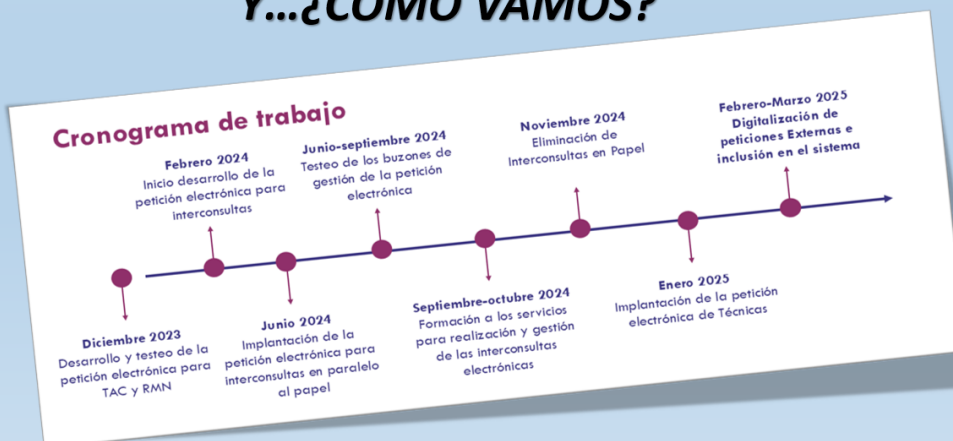 Y...¿CÓMO VAMOS?
Cronograma de trabajo
Febrero 2024
Inicio desarrollo de la
petición electrónica para
interconsultas
Junio-septiembre 2024
Testeo de los buzones de
gestión de la petición
electrónica
Noviembre 2024
Eliminación de
Interconsultas en Papel
Febrero-Marzo 2025
Digitalización de
peticiones Externas e
inclusión en el sistema
Diciembre 2023
Desarrollo y testeo de la
petición electrónica para
TAC y RMN
Junio 2024
Implantación de la
petición electrónica para
interconsultas en paralelo
al papel
Septiembre-octubre 2024
Formación a los servicios
para realización y gestión
de las interconsultas
electrónicas
Enero 2025
Implantación de la petición
electrónica de Técnicas